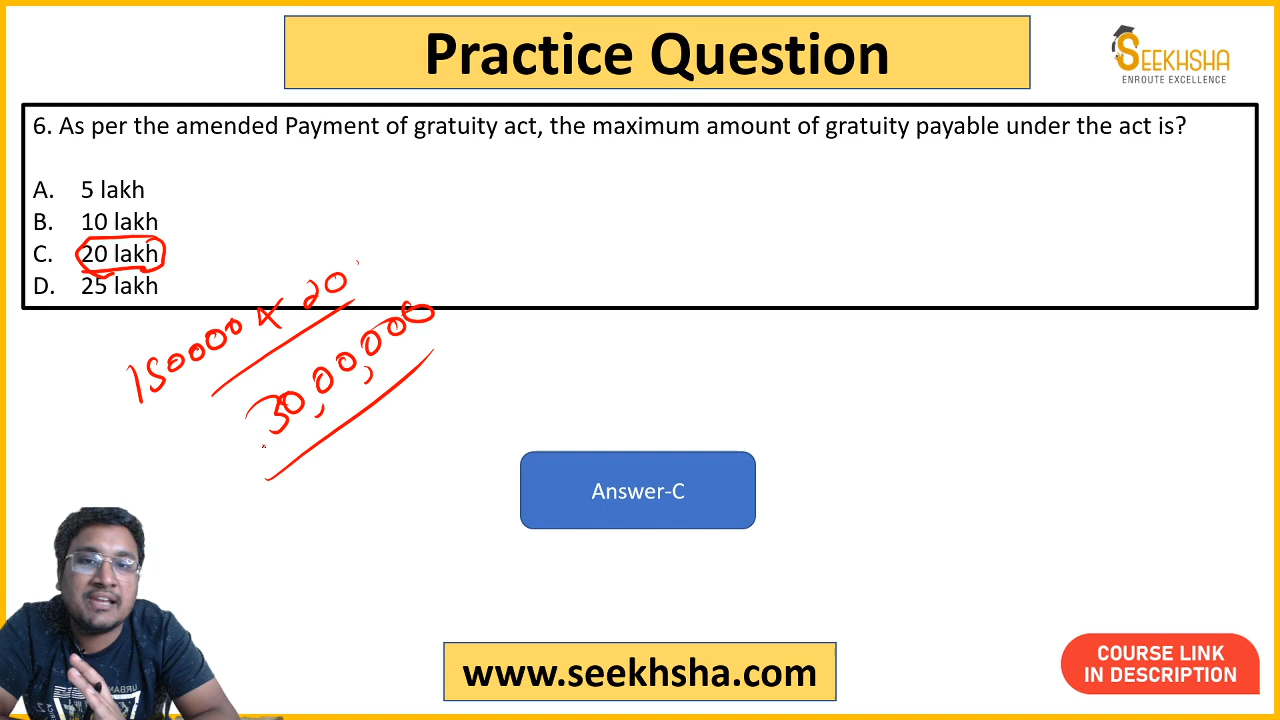 Practice Question
SEEKHSHA
ENROUTE EXCELLENCE
6. As per the amended Payment of gratuity act, the maximum amount of gratuity payable under the act is?
A. 5 lakh
B. 10 lakh
C. 20 lakh
D. 25 lakh
150000 x 20
30,00,000
Answer-C
URBAN
www.seekhsha.com
COURSE LINK
IN DESCRIPTION